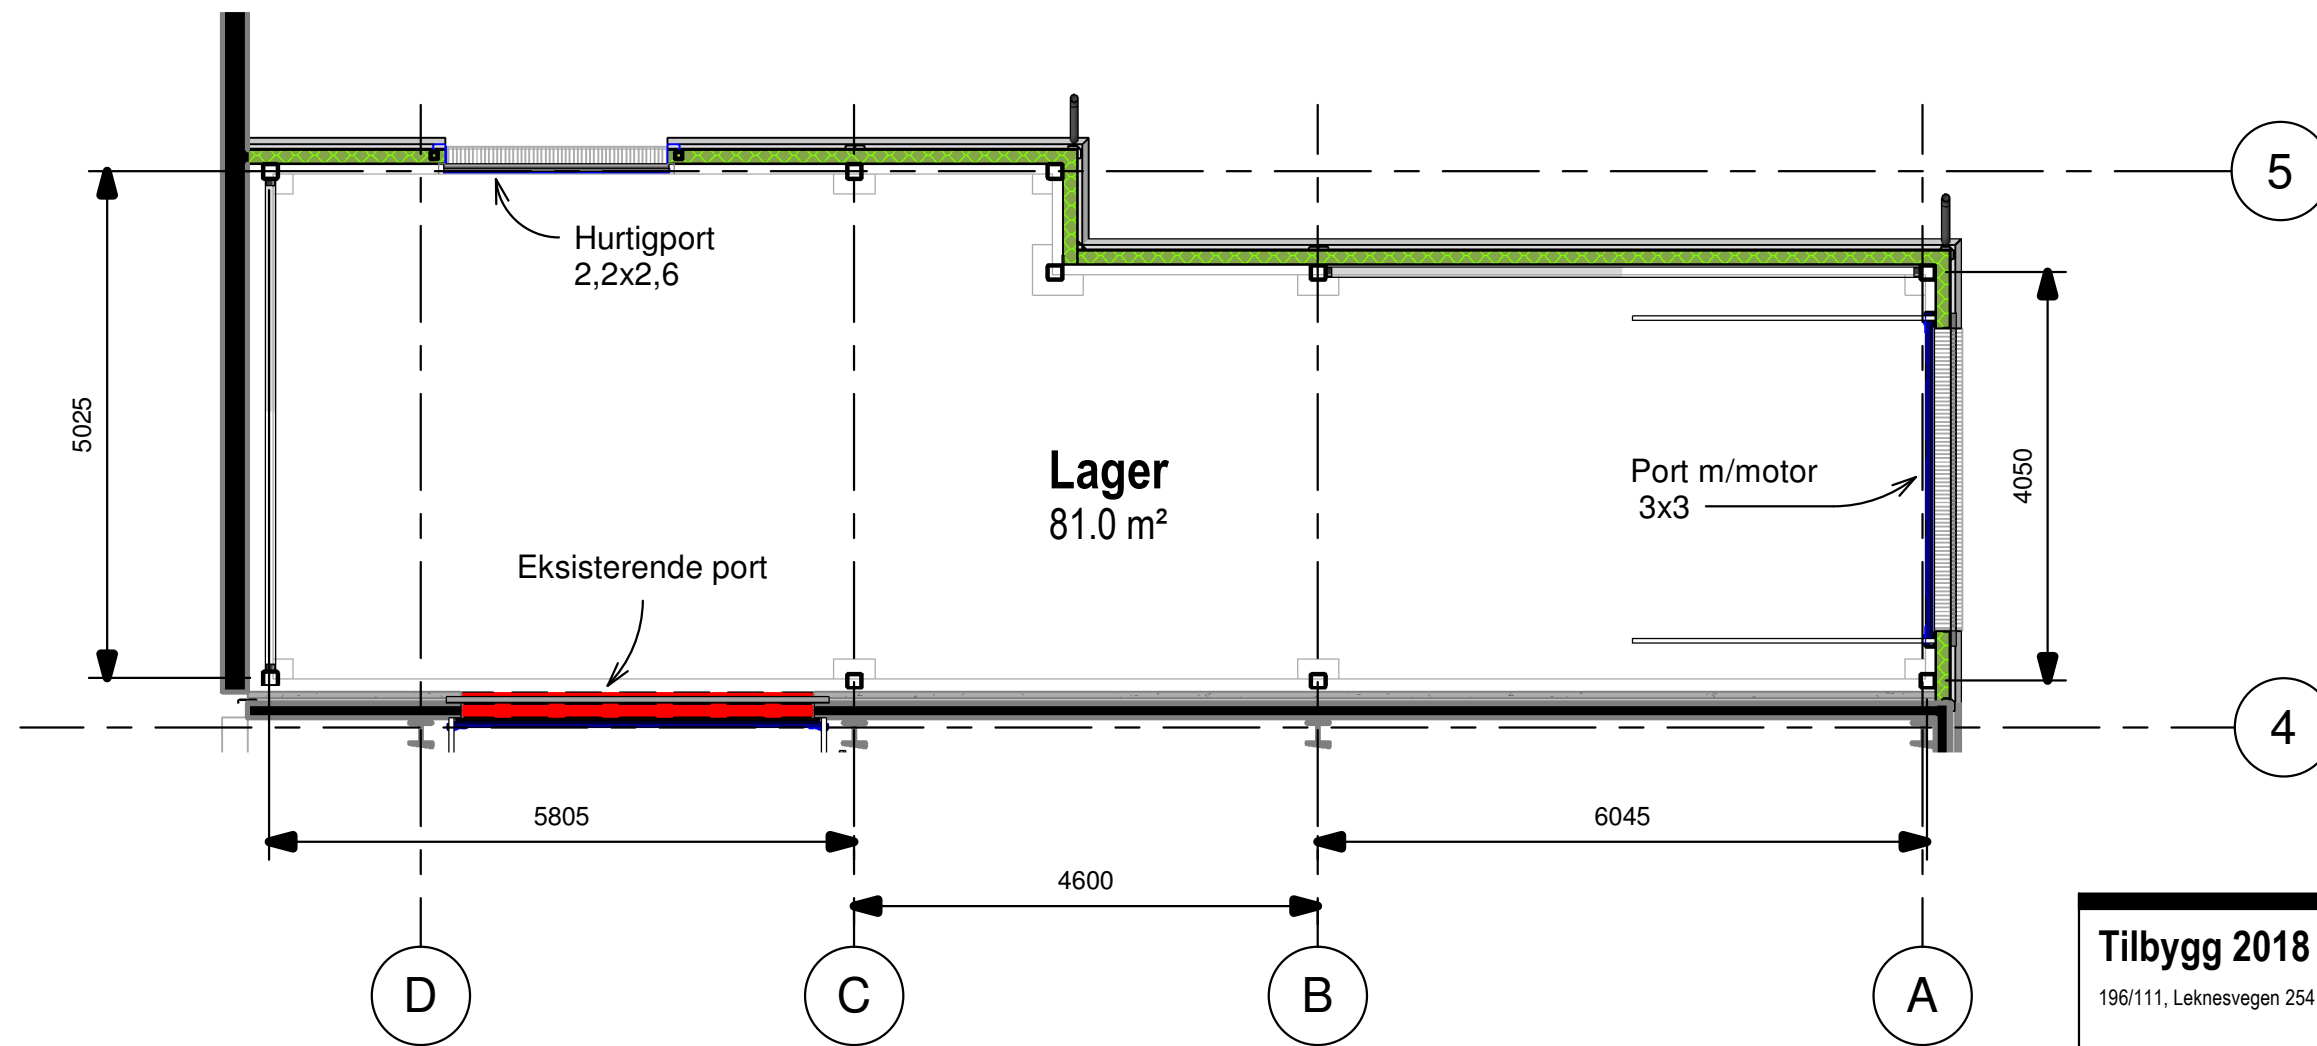 5
Hurtigport
2,2x2,6
5025
Lager
81.0 m²
Port m/motor
3x3
4050
Eksisterende port
4
5805
6045
4600
D
C
B
A
Tilbygg 2018
196/111, Leknesvegen 254